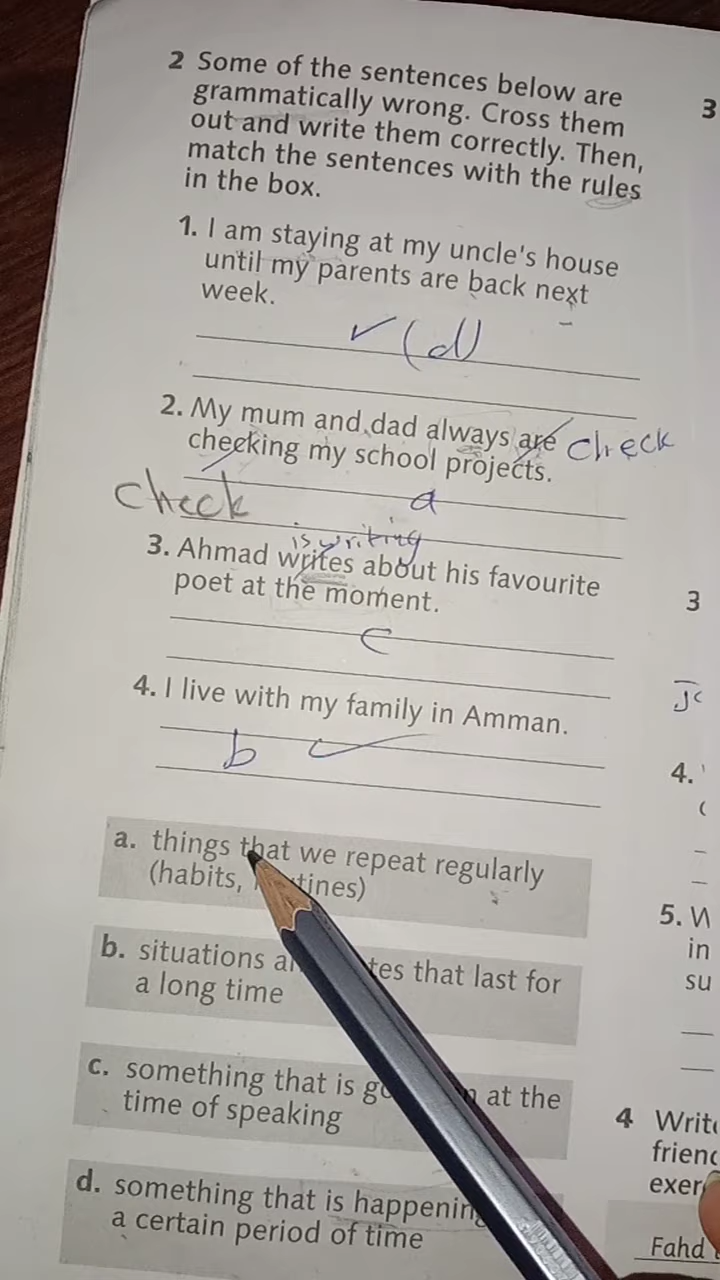 2 Some of the sentences below are
grammatically wrong. Cross them
out and write them correctly. Then,
match the sentences with the rules
in the box.
1. I am staying at my uncle's house
until my parents are back next
week.
✓ (d)
2. My mum and dad always are check
checking my school projects.
check
a
is writing
3. Ahmad writes about his favourite
poet at the moment.
c
4. I live with my family in Amman.
b ✓
a. things that we repeat regularly
(habits,
b. situations that last for
a long time
c. something that is at the
time of speaking
d. something that is happening
a certain period of time
3
3
4.
5. W
in
su
4 Write
Fahd